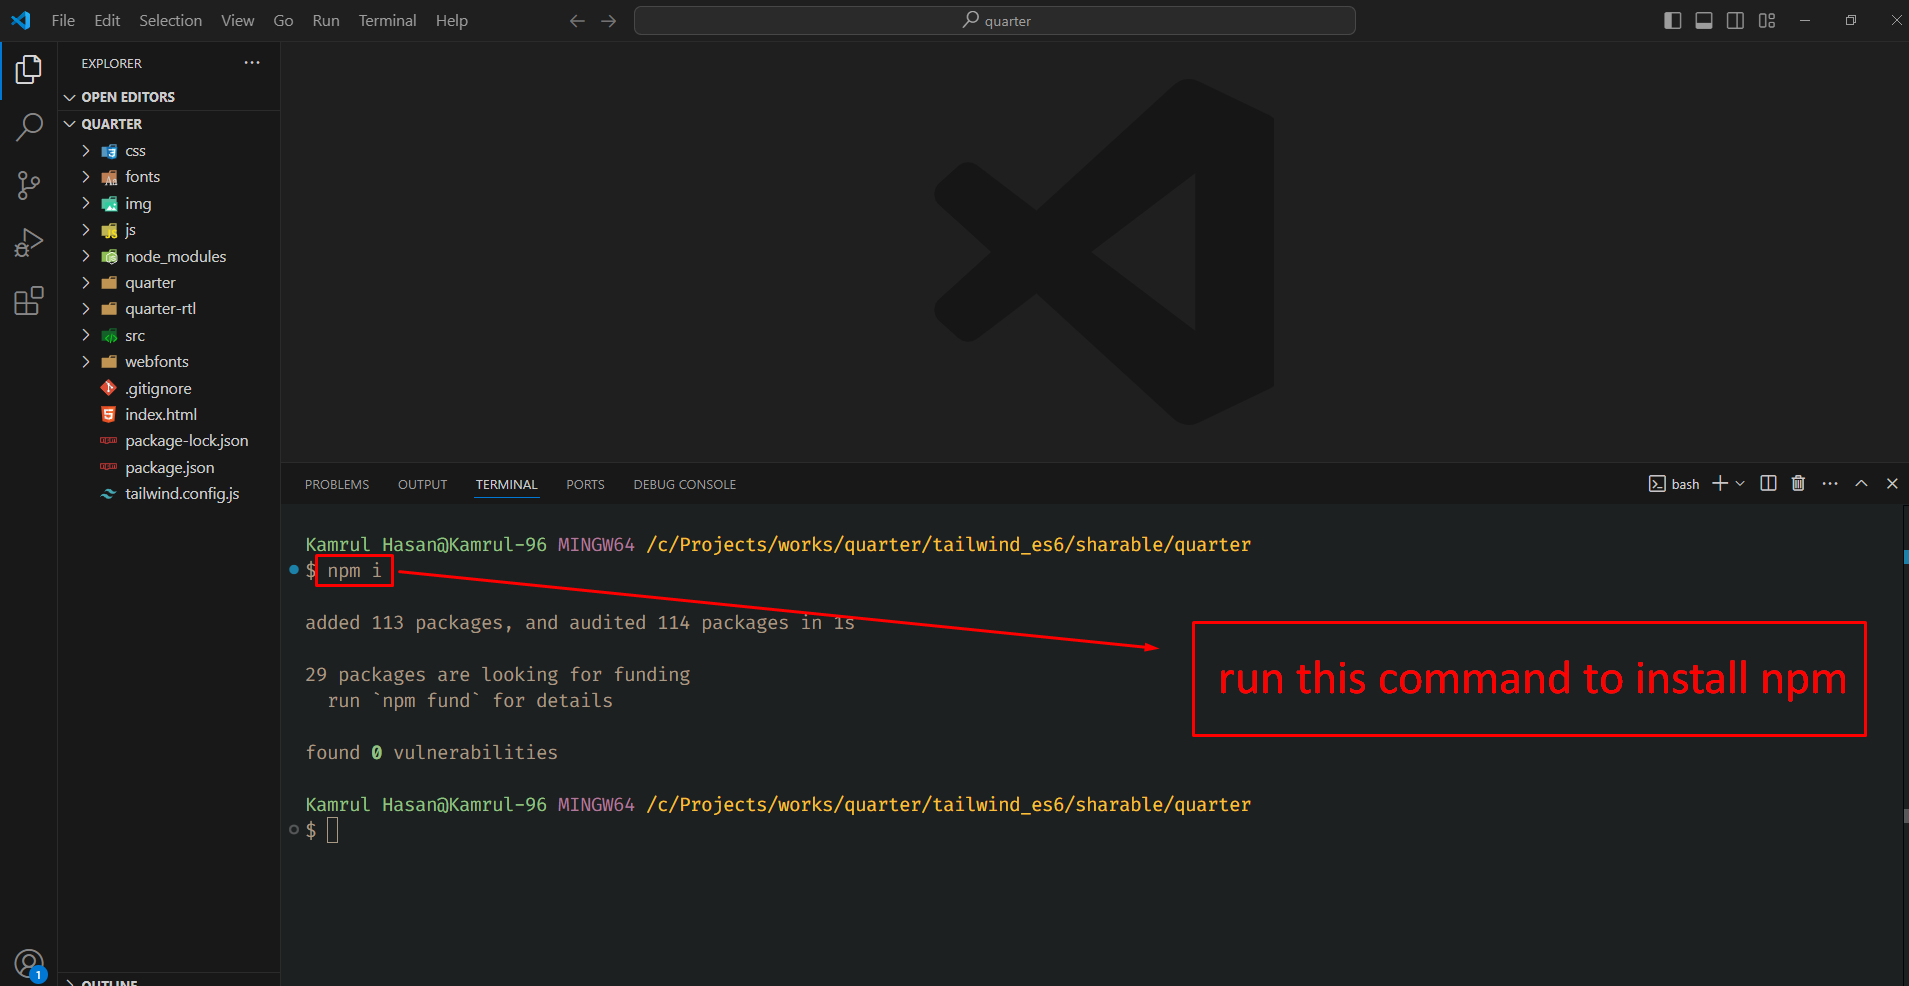 File Edit Selection View Go Run Terminal Help
quarter
EXPLORER
OPEN EDITORS
QUARTER
css
fonts
img
js
node_modules
quarter
quarter-rtl
src
webfonts
.gitignore
index.html
package-lock.json
package.json
tailwind.config.js
OUTLINE
1
PROBLEMS OUTPUT TERMINAL PORTS DEBUG CONSOLE
bash
Kamrul Hasan@Kamrul-96 MINGW64 /c/Projects/works/quarter/tailwind_es6/sharable/quarter
$ npm i
added 113 packages, and audited 114 packages in 1s
29 packages are looking for funding
run `npm fund` for details
found 0 vulnerabilities
Kamrul Hasan@Kamrul-96 MINGW64 /c/Projects/works/quarter/tailwind_es6/sharable/quarter
$
run this command to install npm